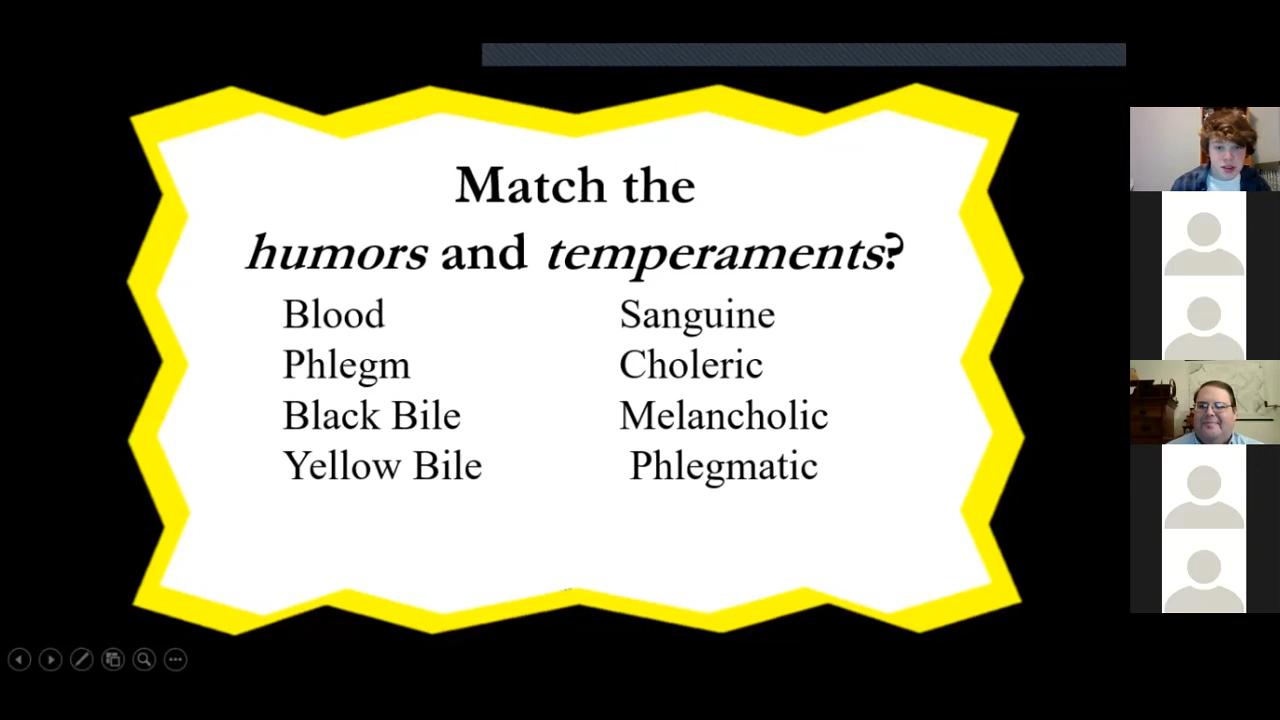 Match the
humors and temperaments?
Blood Sanguine
Phlegm Choleric
Black Bile Melancholic
Yellow Bile Phlegmatic